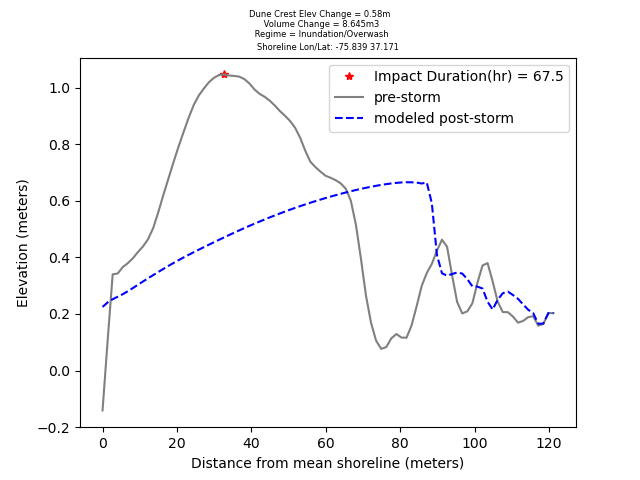 Dune Crest Elev Change = 0.58m
Volume Change = 8.645m3
Regime = Inundation/Overwash
Shoreline Lon/Lat: -75.839 37.171
Impact Duration(hr) = 67.5
pre-storm
modeled post-storm
Elevation (meters)
1.0
0.8
0.6
0.4
0.2
0.0
−0.2
0 20 40 60 80 100 120
Distance from mean shoreline (meters)